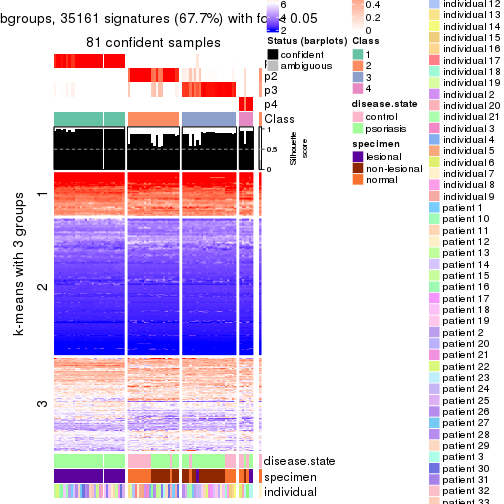 bgroups, 35161 signatures (67.7%) with fd < 0.05
81 confident samples
p2
p3
p4
Class
1
0.5
0
Silhouette
score
k-means with 3 groups
1
2
3
disease.state
specimen
individual
6
4
2
Status (barplots)
confident
ambiguous
0.4
0.2
0
Class
1
2
3
4
disease.state
control
psoriasis
specimen
lesional
non-lesional
normal
individual 12
individual 13
individual 14
individual 15
individual 16
individual 17
individual 18
individual 19
individual 2
individual 20
individual 21
individual 3
individual 4
individual 5
individual 6
individual 7
individual 8
individual 9
patient 1
patient 10
patient 11
patient 12
patient 13
patient 14
patient 15
patient 16
patient 17
patient 18
patient 19
patient 2
patient 20
patient 21
patient 22
patient 23
patient 24
patient 25
patient 26
patient 27
patient 28
patient 29
patient 3
patient 30
patient 31
patient 32
patient 33